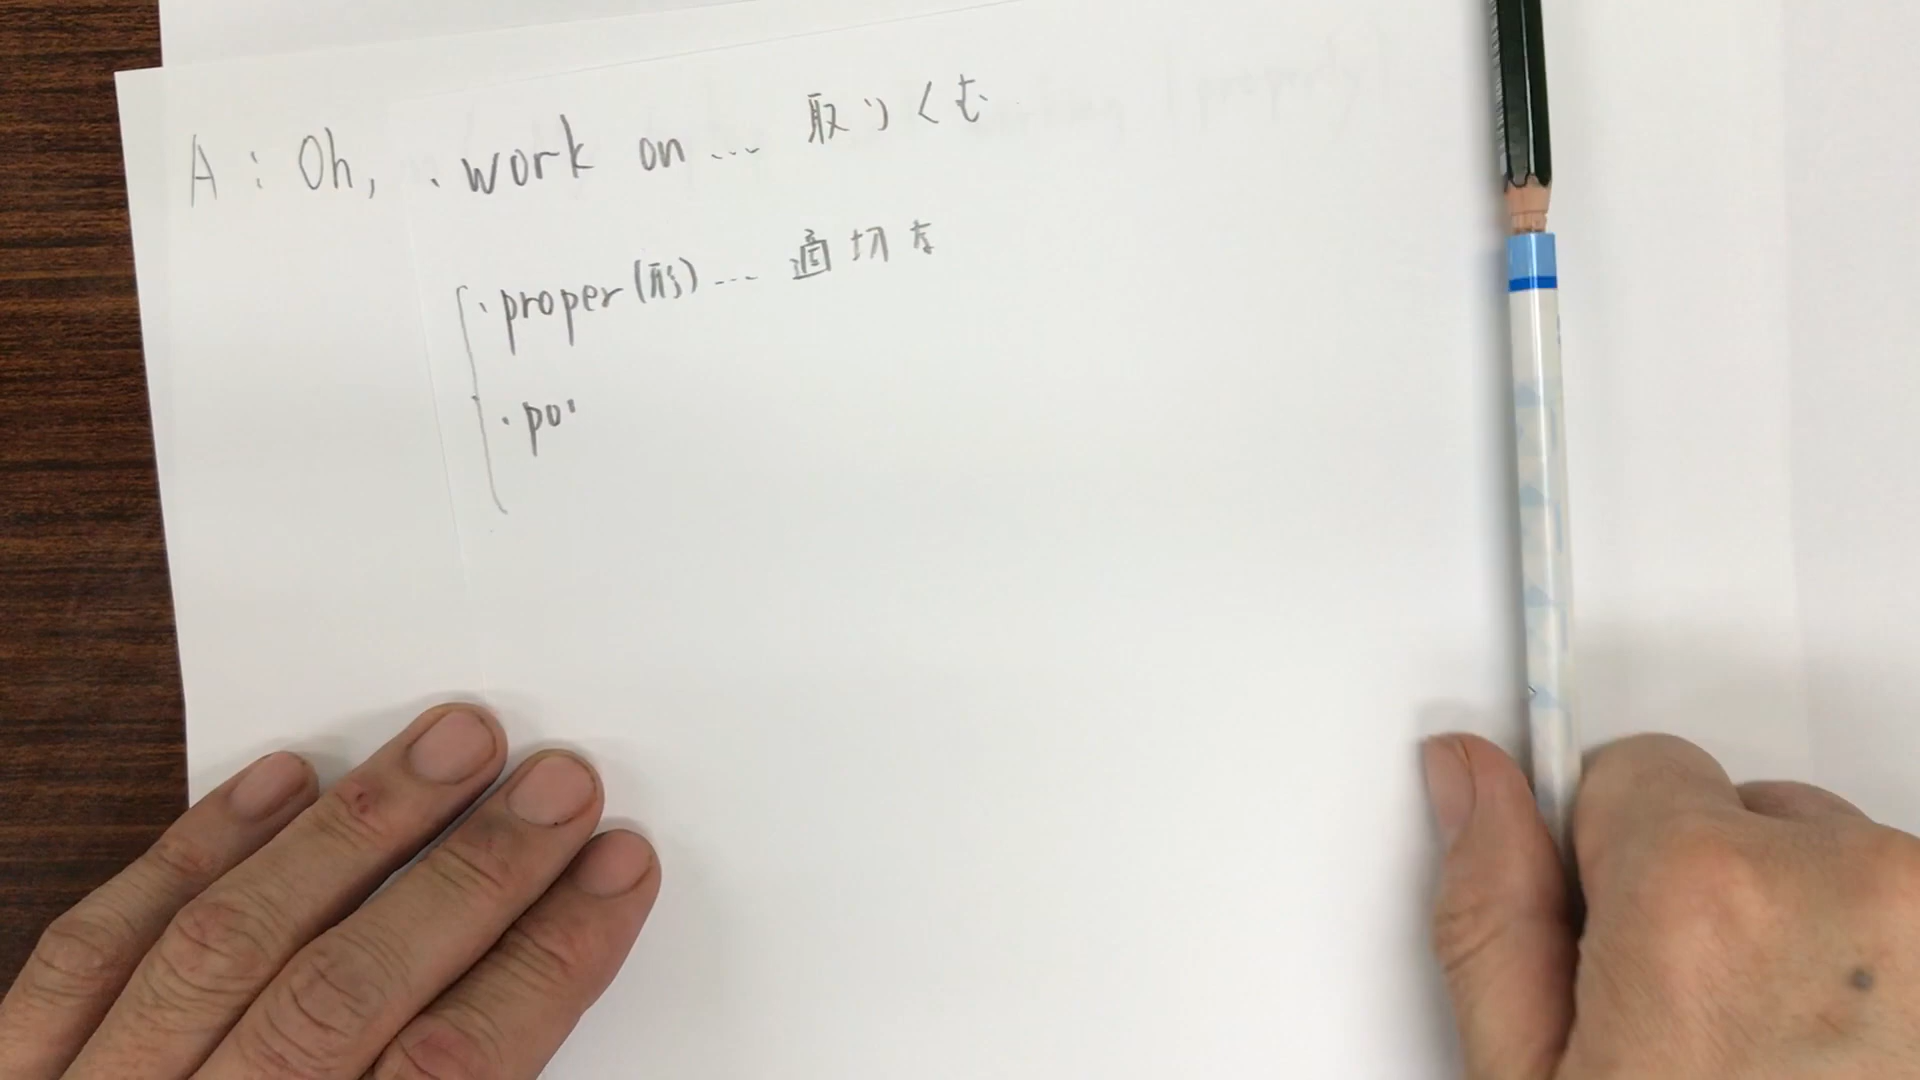 A : Oh, ・work on … 取りくむ
・proper (形) … 適切な
・po